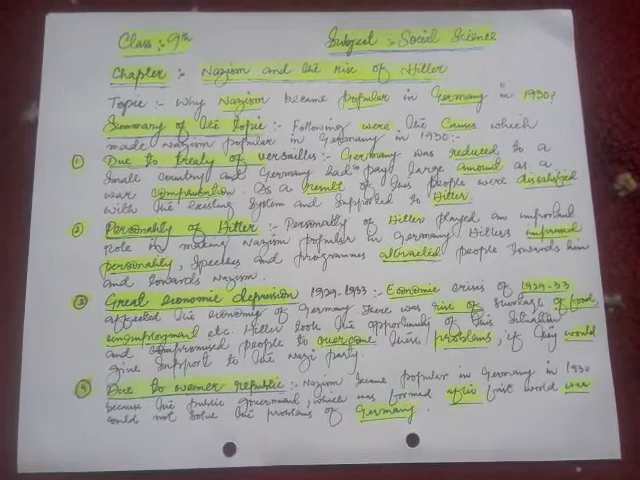 Class :- 9th Subject :- Social Science
Chapter :- Nazism and the rise of Hitler
Topic :- Why Nazism became popular in Germany in 1930?
Summary of the topic :- Following were the causes which
made Nazism popular in Germany in 1930 :-
① Due to treaty of versailles :- Germany was reduced to a
small country and Germany had to pay large amount as a
war compensation. As a result of this people were dissatisfied
with the existing system and supported to Hitler.
② Personality of Hitler :- Personality of Hitler played an important
role in making Nazism popular in Germany Hitlers
personality, Speeches and programmes attracted people towards him
and towards Nazism.
③ Great economic depression 1929-1933 :- Economic crisis of 1929-33
affected the economy of Germany There was rise of shortage of food
unemployment etc. Hitler took the opportunity of this situation
and people to overcome these problems, if they would
give support to the Nazi party.
④ Due to weimer republic :- Nazism became popular in Germany in 1930
because the government, which was formed after first world war
could not solve the problems of Germany.